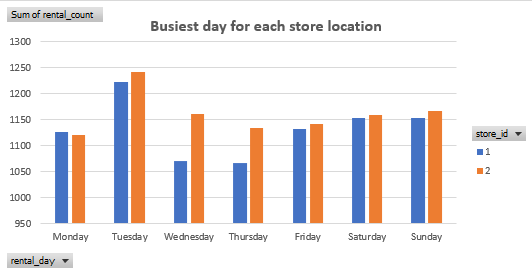 Sum of rental_count
Busiest day for each store location
1300
1250
1200
1150
1100
1050
1000
950
Monday Tuesday Wednesday Thursday Friday Saturday Sunday
store_id
1
2
rental_day